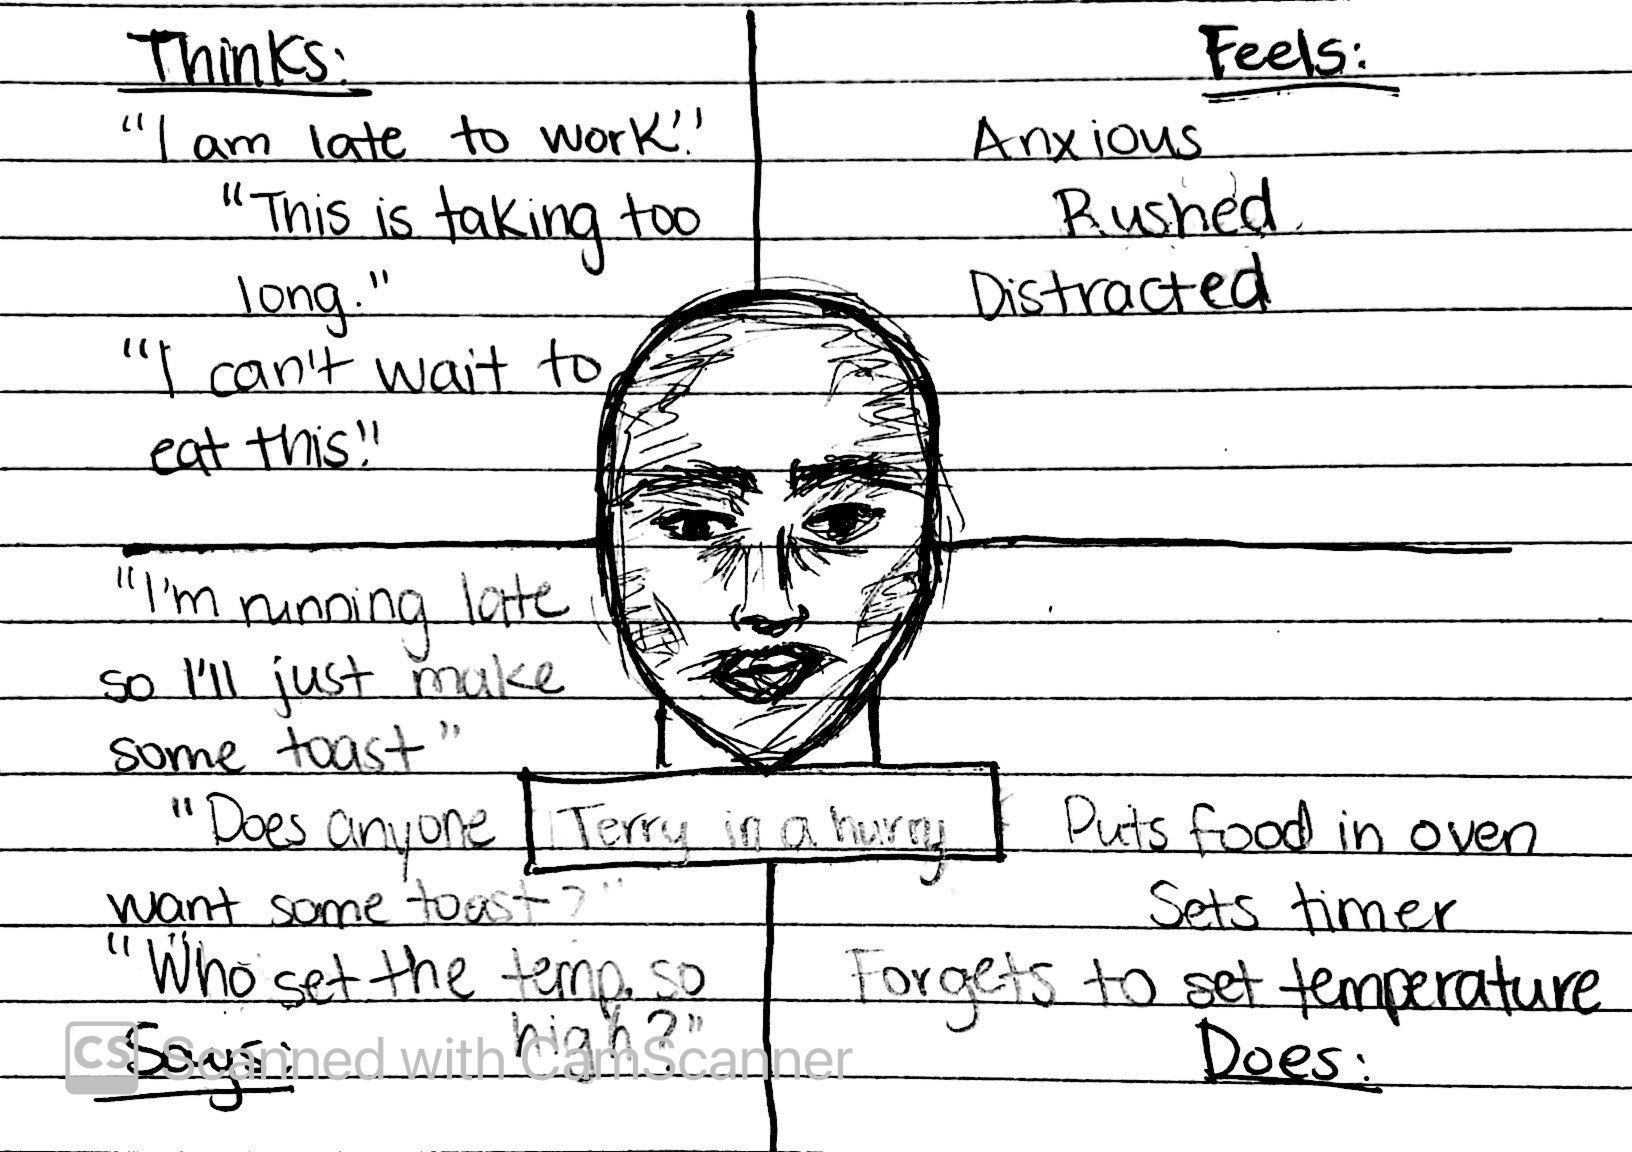 Thinks:
"I am late to work."
"This is taking too
long."
"I can't wait to
eat this!"
Feels:
Anxious
Rushed
Distracted
"I'm running late
so I'll just make
some toast"
"Does anyone
want some toast?"
"Who set the temp. so
high?"
Says:
Terry in a hurry
Puts food in oven
Sets timer
Forgets to set temperature
Does:
CS Scanned with CamScanner